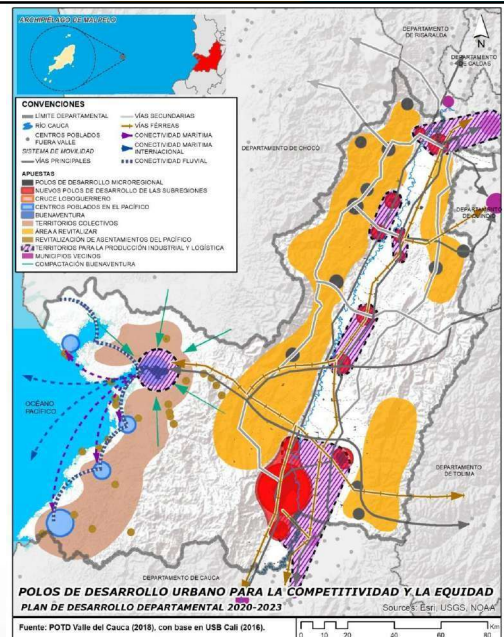 ARCHIPIÉLAGO DE MALPELO
DEPARTAMENTO
DE RISARALDA
DEPARTAMENTO
DE CALDAS
N
CONVENCIONES
LÍMITE DEPARTAMENTAL
RÍO CAUCA
CENTROS POBLADOS
FUERA VALLE
SISTEMA DE MOVILIDAD
VÍAS PRINCIPALES
VÍAS SECUNDARIAS
VÍAS FÉRREAS
CONECTIVIDAD MARITIMA
CONECTIVIDAD MARITIMA
INTERNACIONAL
CONECTIVIDAD FLUVIAL
APUESTAS
POLOS DE DESARROLLO MICROREGIONAL
NUEVOS POLOS DE DESARROLLO DE LAS SUBREGIONES
CRUCE LOBOGUERRERO
CENTROS POBLADOS EN EL PACÍFICO
BUENAVENTURA
TERRITORIOS COLECTIVOS
ÁREA A REVITALIZAR
REVITALIZACIÓN DE ASENTAMIENTOS DEL PACÍFICO
TERRITORIOS PARA LA PRODUCCIÓN INDUSTRIAL Y LOGÍSTICA
MUNICIPIOS VECINOS
COMPACTACIÓN BUENAVENTURA
DEPARTAMENTO DE CHOCÓ
DEPARTAMENTO
DE QUINDÍO
OCÉANO
PACÍFICO
DEPARTAMENTO
DE TOLIMA
DEPARTAMENTO DE CAUCA
POLOS DE DESARROLLO URBANO PARA LA COMPETITIVIDAD Y LA EQUIDAD
PLAN DE DESARROLLO DEPARTAMENTAL 2020-2023
Sources: Esri, USGS, NOAA
Fuente: POTD Valle del Cauca (2018), con base en USB Cali (2016).
0 10 20 40 60 Km